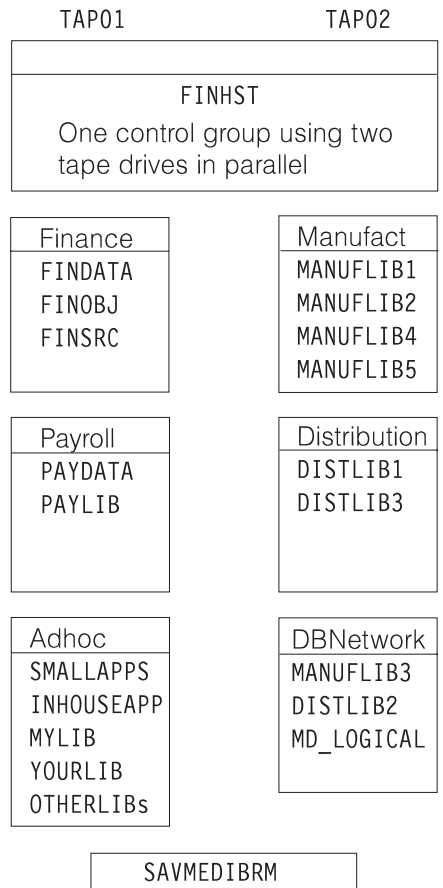 TAP01 TAP02
FINHST
One control group using two
tape drives in parallel
Finance
FINDATA
FINOBJ
FINSRC
Manufact
MANUFLIB1
MANUFLIB2
MANUFLIB4
MANUFLIB5
Payroll
PAYDATA
PAYLIB
Distribution
DISTLIB1
DISTLIB3
Adhoc
SMALLAPPS
INHOUSEAPP
MYLIB
YOURLIB
OTHERLIBs
DBNetwork
MANUFLIB3
DISTLIB2
MD_LOGICAL
SAVMEDIBRM